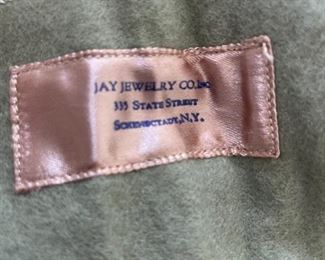 JAY JEWELRY CO. INC
335 STATE STREET
SCHENECTADY, N.Y.